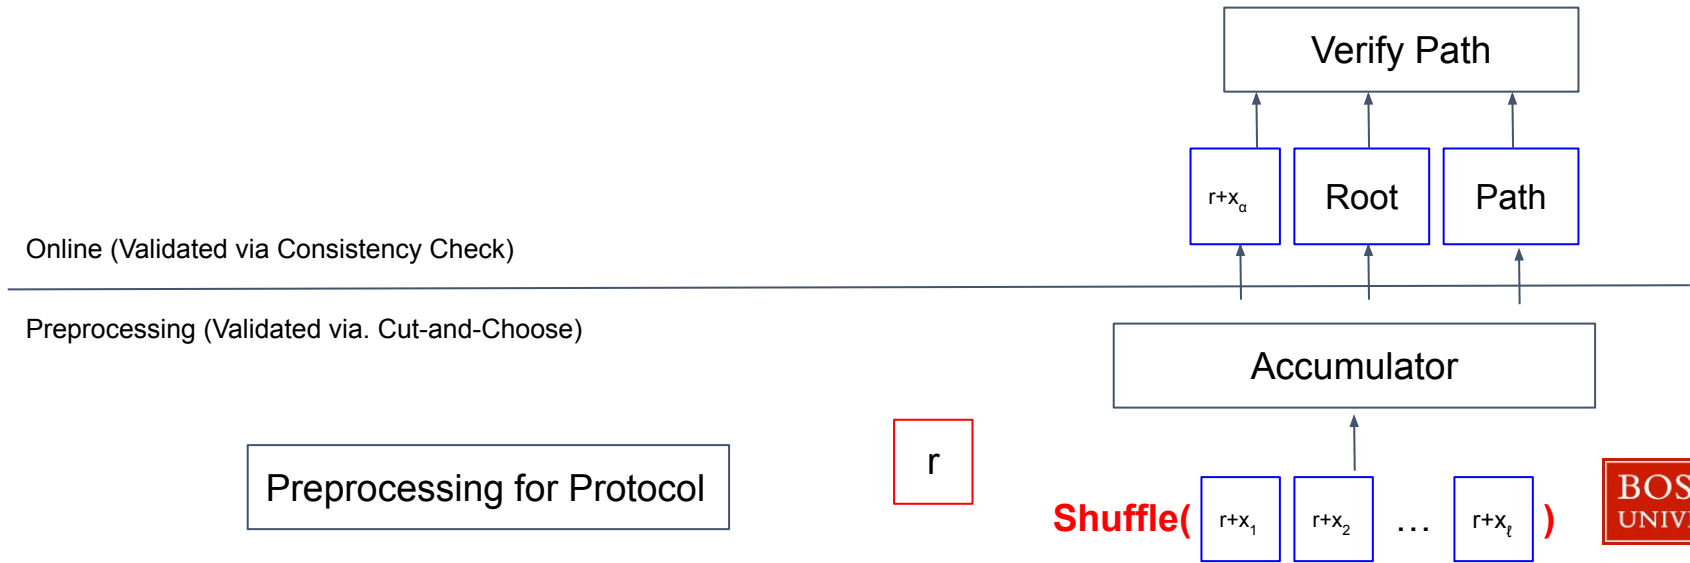 Verify Path
r+xα
Root
Path
Online (Validated via Consistency Check)
Preprocessing (Validated via. Cut-and-Choose)
Accumulator
Preprocessing for Protocol
r
Shuffle( r+x1 r+x2 ... r+xℓ )
BOS
UNIV